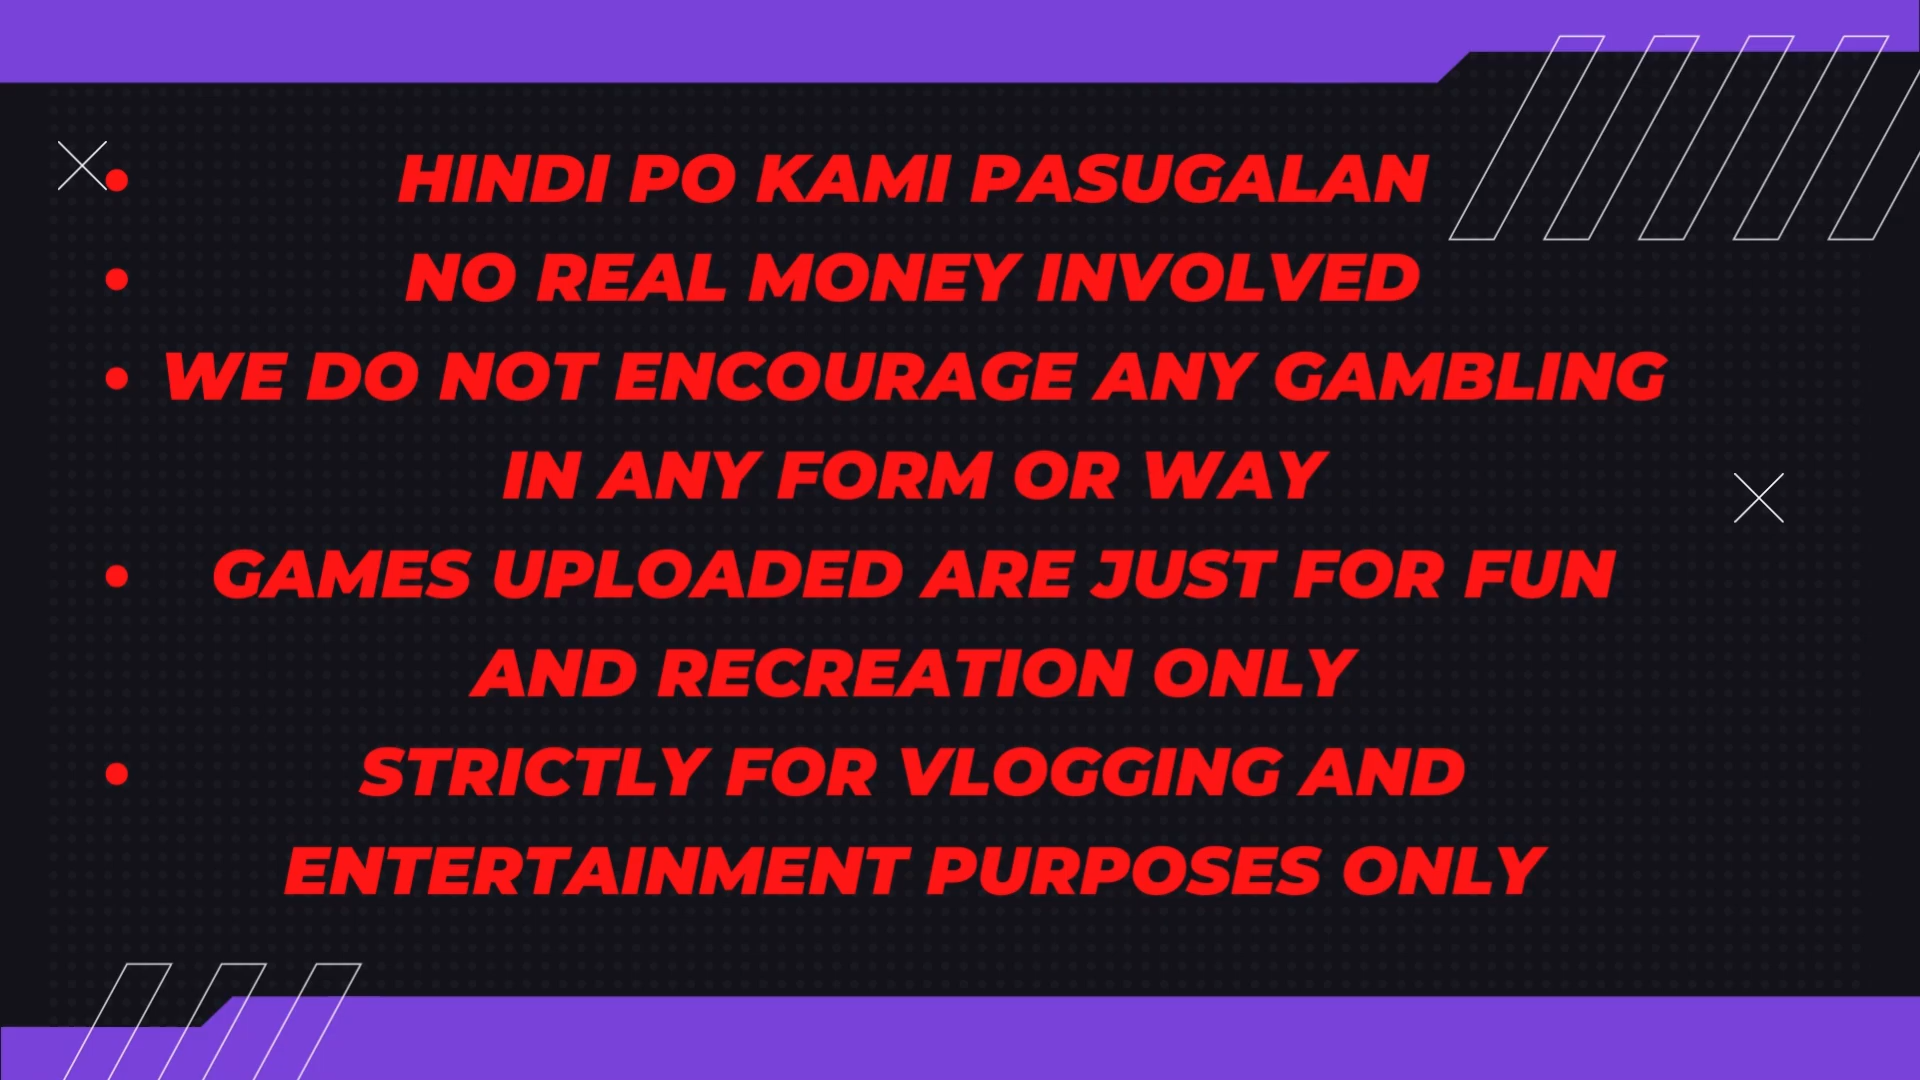 HINDI PO KAMI PASUGALAN
NO REAL MONEY INVOLVED
WE DO NOT ENCOURAGE ANY GAMBLING
IN ANY FORM OR WAY
GAMES UPLOADED ARE JUST FOR FUN
AND RECREATION ONLY
STRICTLY FOR VLOGGING AND
ENTERTAINMENT PURPOSES ONLY